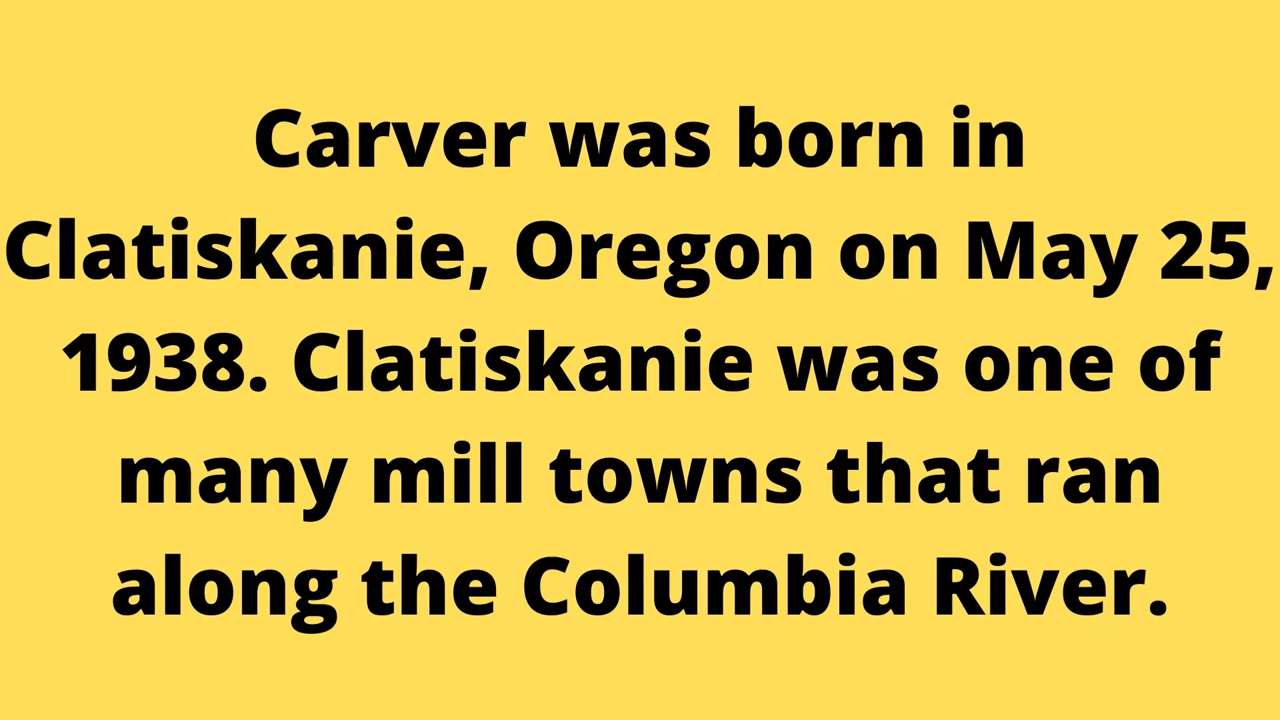 Carver was born in
Clatiskanie, Oregon on May 25,
1938. Clatiskanie was one of
many mill towns that ran
along the Columbia River.